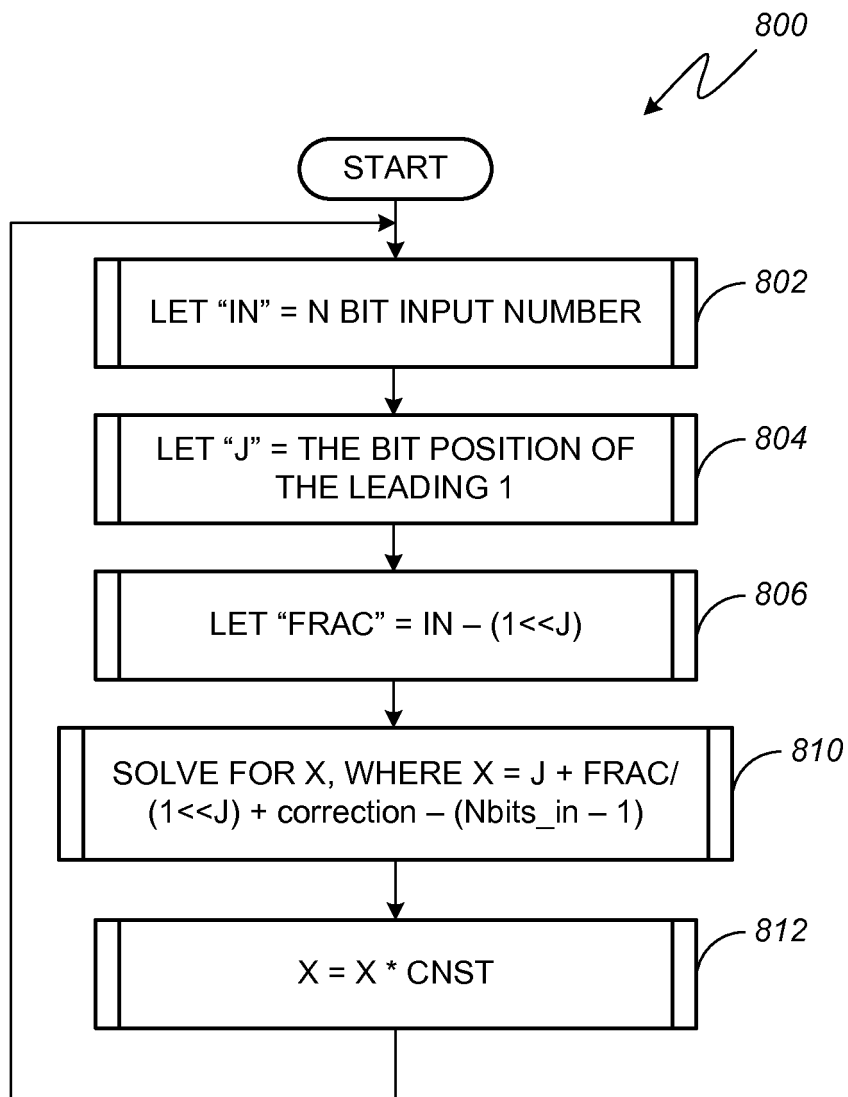 800
START
LET “IN” = N BIT INPUT NUMBER
802
LET “J” = THE BIT POSITION OF
THE LEADING 1
804
LET “FRAC” = IN – (1<<J)
806
SOLVE FOR X, WHERE X = J + FRAC/
(1<<J) + correction – (Nbits_in – 1)
810
X = X * CNST
812